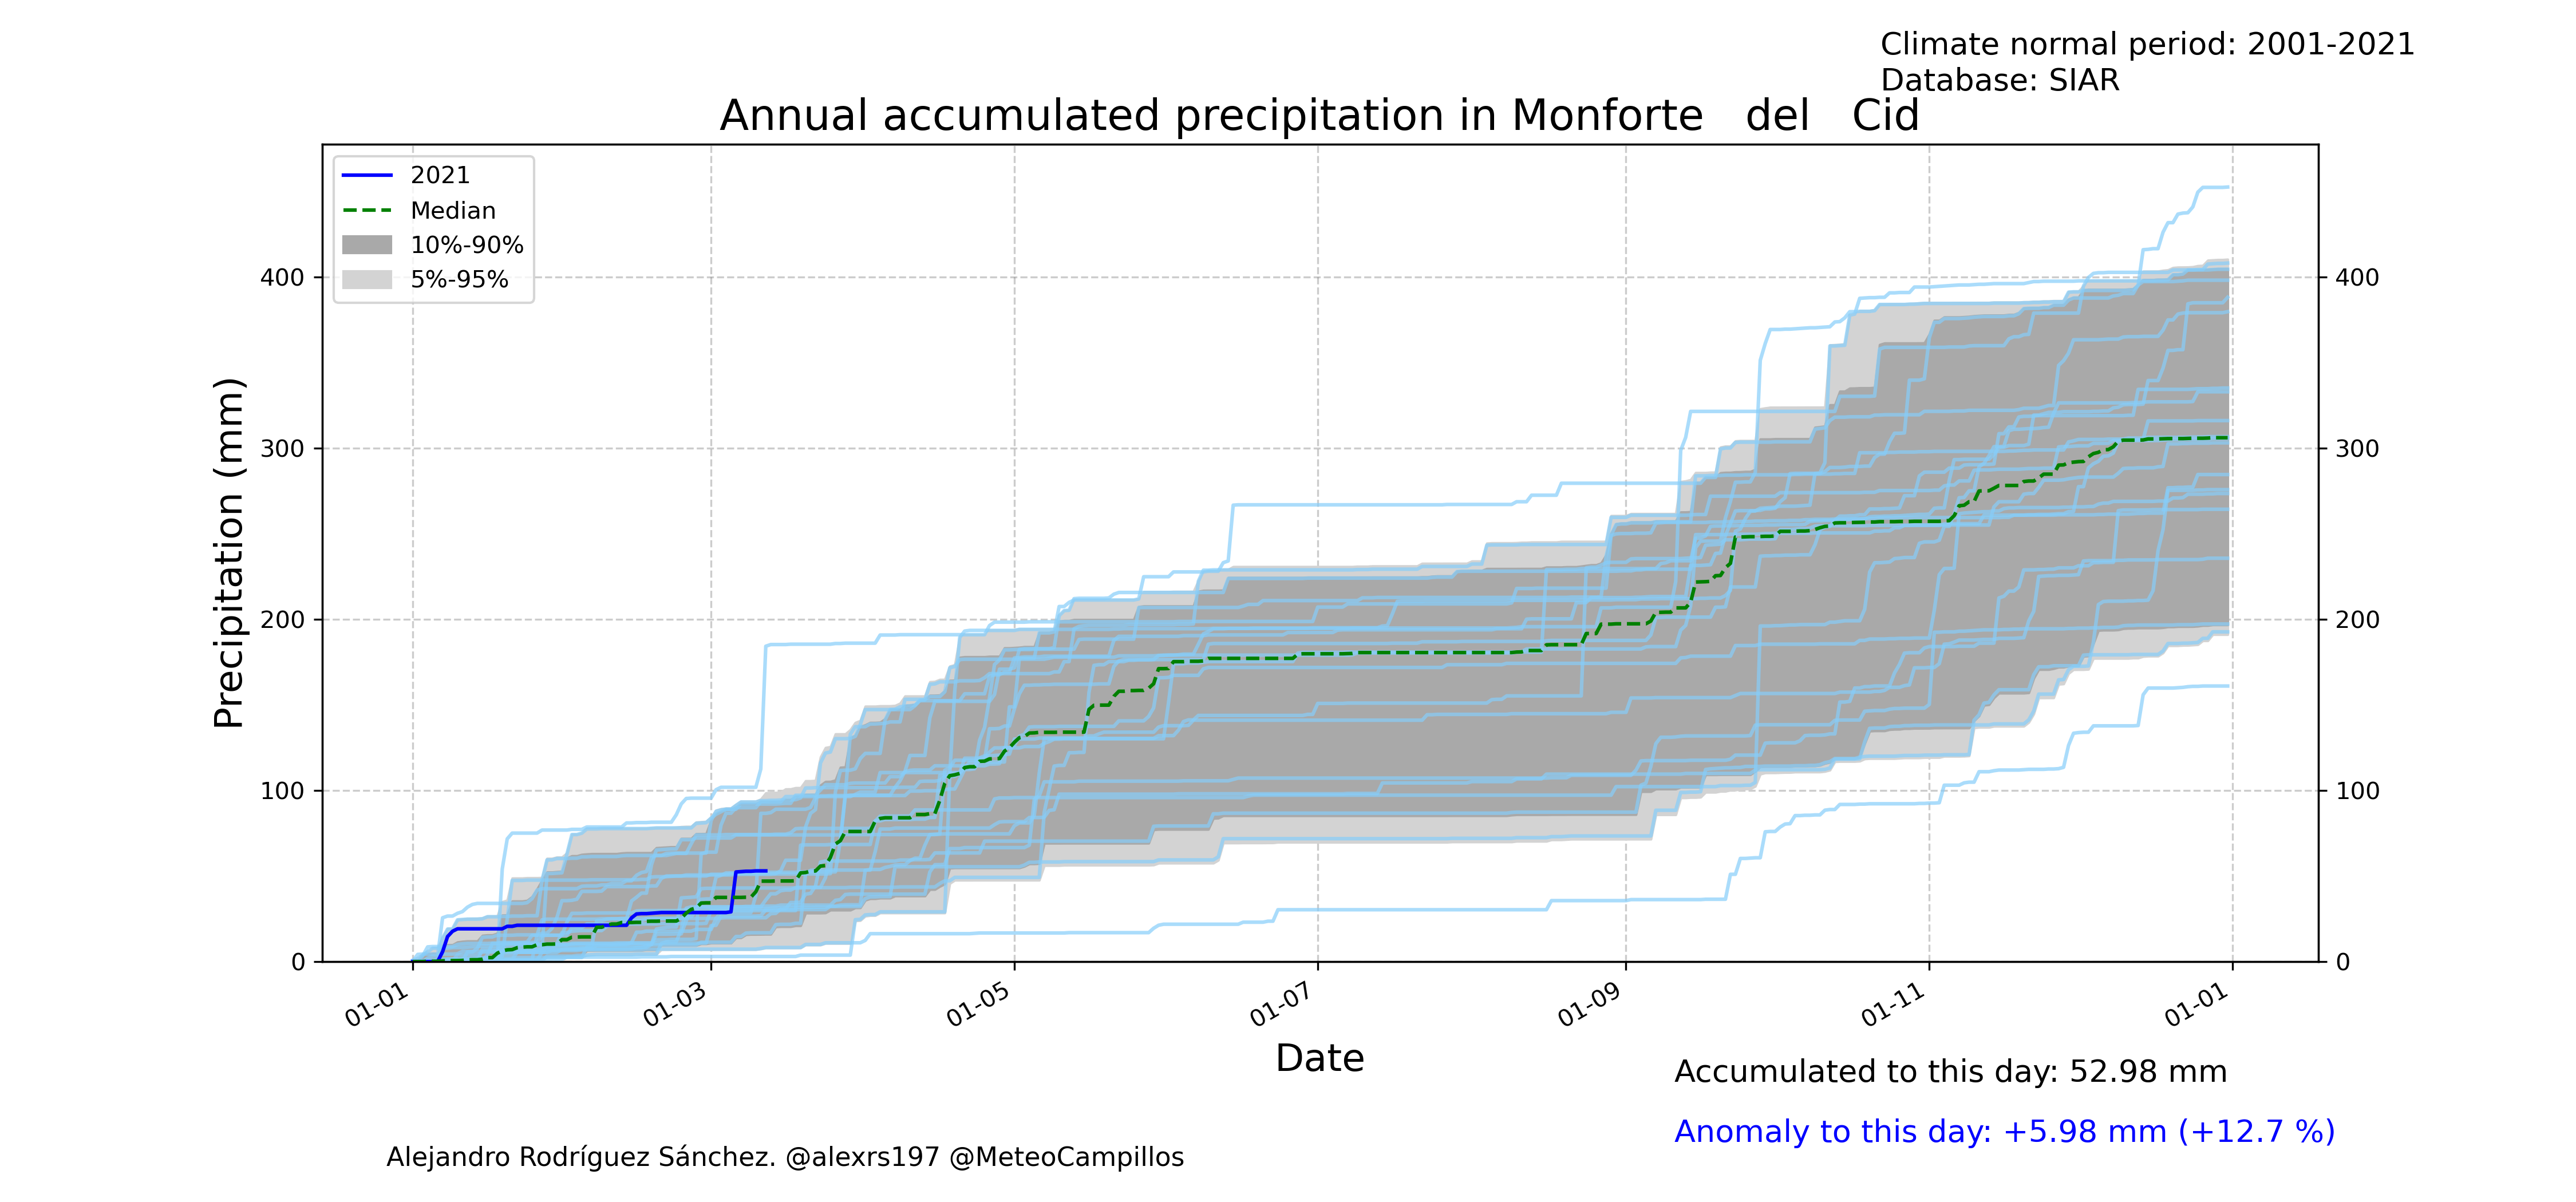 Climate normal period: 2001-2021
Database: SIAR
Annual accumulated precipitation in Monforte   del   Cid
2021
Median
10%-90%
5%-95%
Precipitation (mm)
400
300
200
100
0
400
300
200
100
0
01-01
01-03
01-05
01-07
01-09
01-11
01-01
Date
Accumulated to this day: 52.98 mm
Anomaly to this day: +5.98 mm (+12.7 %)
Alejandro Rodríguez Sánchez. @alexrs197 @MeteoCampillos